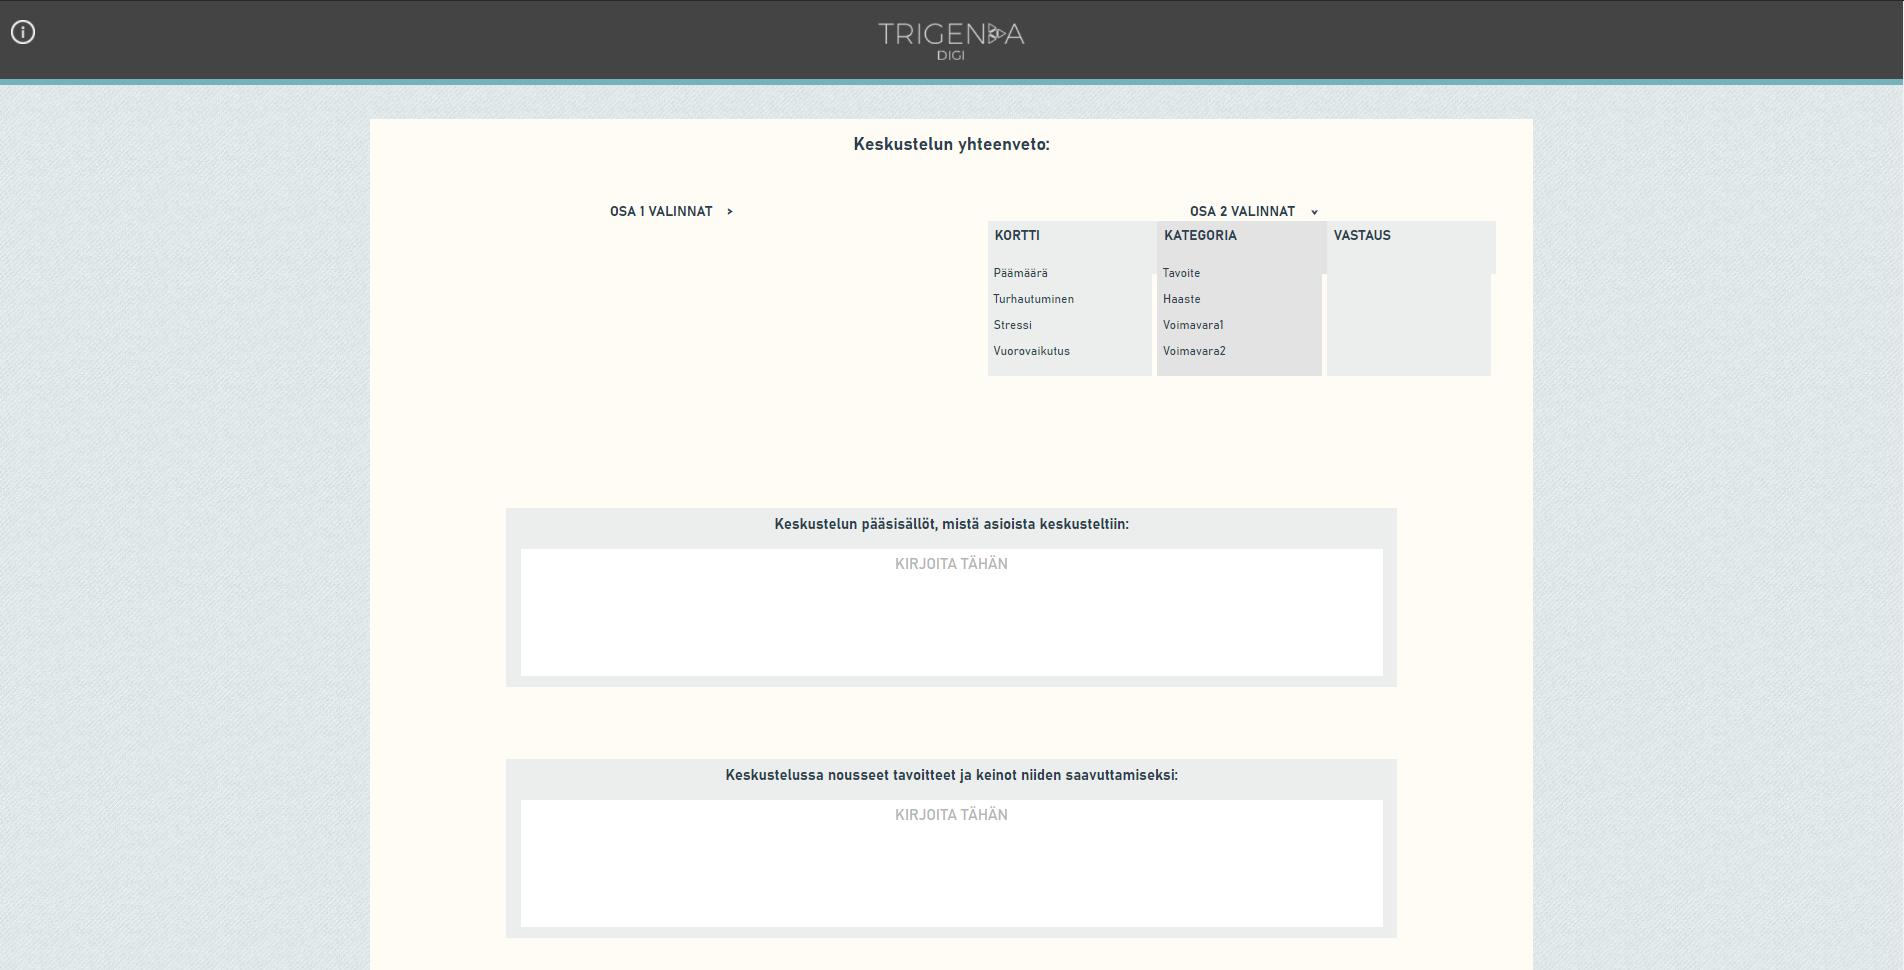 TRIGENDA
DIGI
Keskustelun yhteenveto:
OSA 1 VALINNAT >
OSA 2 VALINNAT
KORTTI KATEGORIA VASTAUS
Päämäärä Tavoite
Turhautuminen Haaste
Stressi Voimavara1
Vuorovaikutus Voimavara2
Keskustelun pääsisällöt, mistä asioista keskusteltiin:
KIRJOITA TÄHÄN
Keskustelussa nousseet tavoitteet ja keinot niiden saavuttamiseksi:
KIRJOITA TÄHÄN